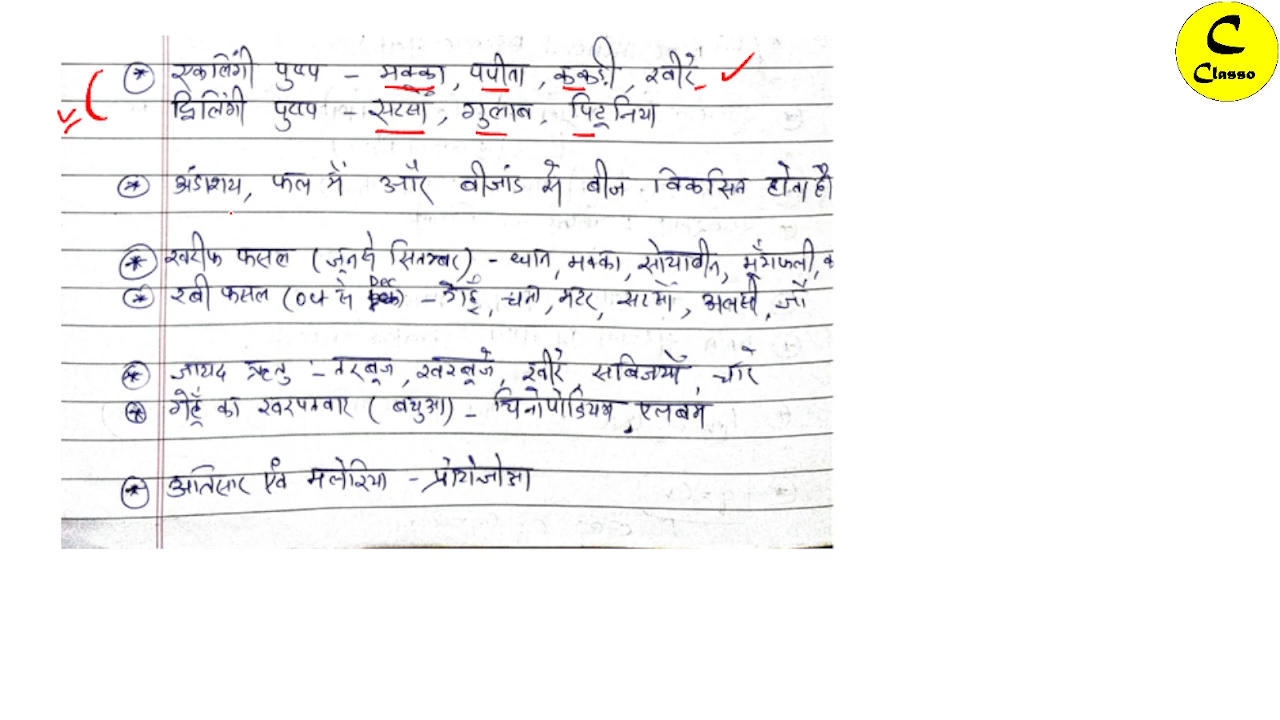 C
Classo
एकलिंगी पुष्प - मक्का, पपीता, ककड़ी, खीरे
द्विलिंगी पुष्प - सरसों, गुलाब, पिटूनिया
अंडाशय, फल में और बीजांड से बीज विकसित होता है
खरीफ फसल (जून से सितम्बर) - धान, मक्का, सोयाबीन, मूँगफली,
रबी फसल ( से Dec) - गेहूँ, चना, मटर, सरसों, अलसी, जौ
जायद ऋतु :- तरबूज, खरबूजे, खीरे, सब्जियाँ, चारे
गेहूँ का खरपतवार (बथुआ) - चिनोपोडियम, एलबम
अतिसार एवं मलेरिया - प्रोटोजोआ